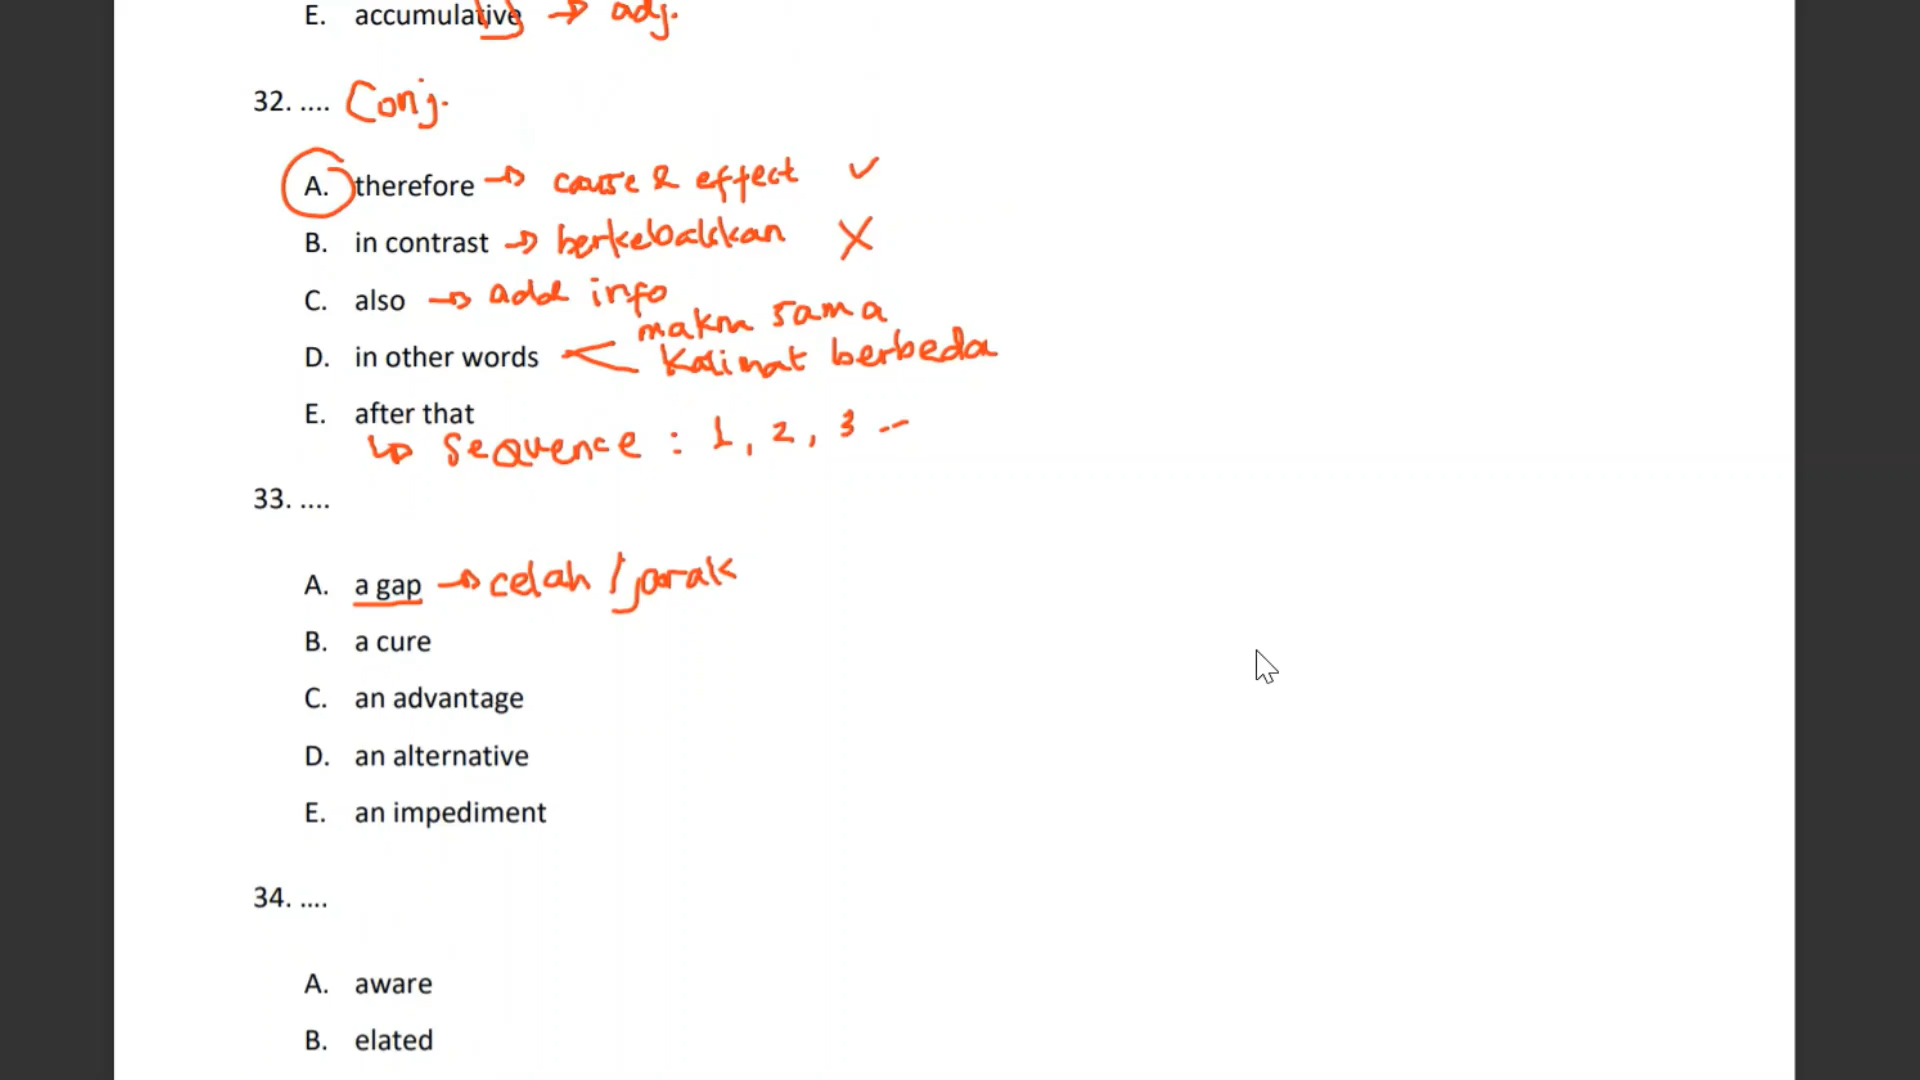 E. accumulative → adj.
32. .... Conj.
A. therefore → cause & effect ✓
B. in contrast → berkebalikan X
C. also → add info
makna sama
D. in other words kalimat berbeda
E. after that
↳ Sequence : 1, 2, 3 --
33. ....
A. a gap → celah / jarak
B. a cure
C. an advantage
D. an alternative
E. an impediment
34. ....
A. aware
B. elated